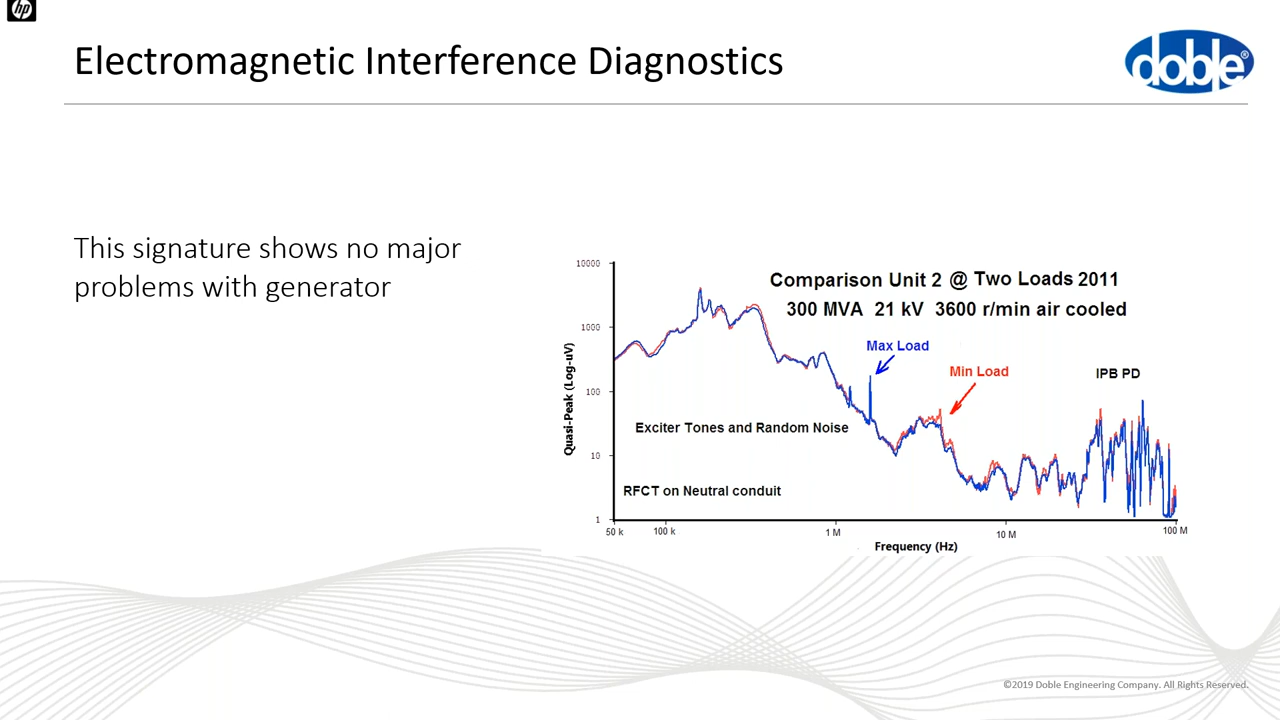 hp
Electromagnetic Interference Diagnostics
doble®
This signature shows no major
problems with generator
Comparison Unit 2 @ Two Loads 2011
300 MVA 21 kV 3600 r/min air cooled
Max Load
Min Load
IPB PD
Exciter Tones and Random Noise
RFCT on Neutral conduit
Quasi-Peak (Log-uV)
10000
1000
100
10
1
50 k
100 k
1 M
10 M
100 M
Frequency (Hz)
©2019 Doble Engineering Company. All Rights Reserved.